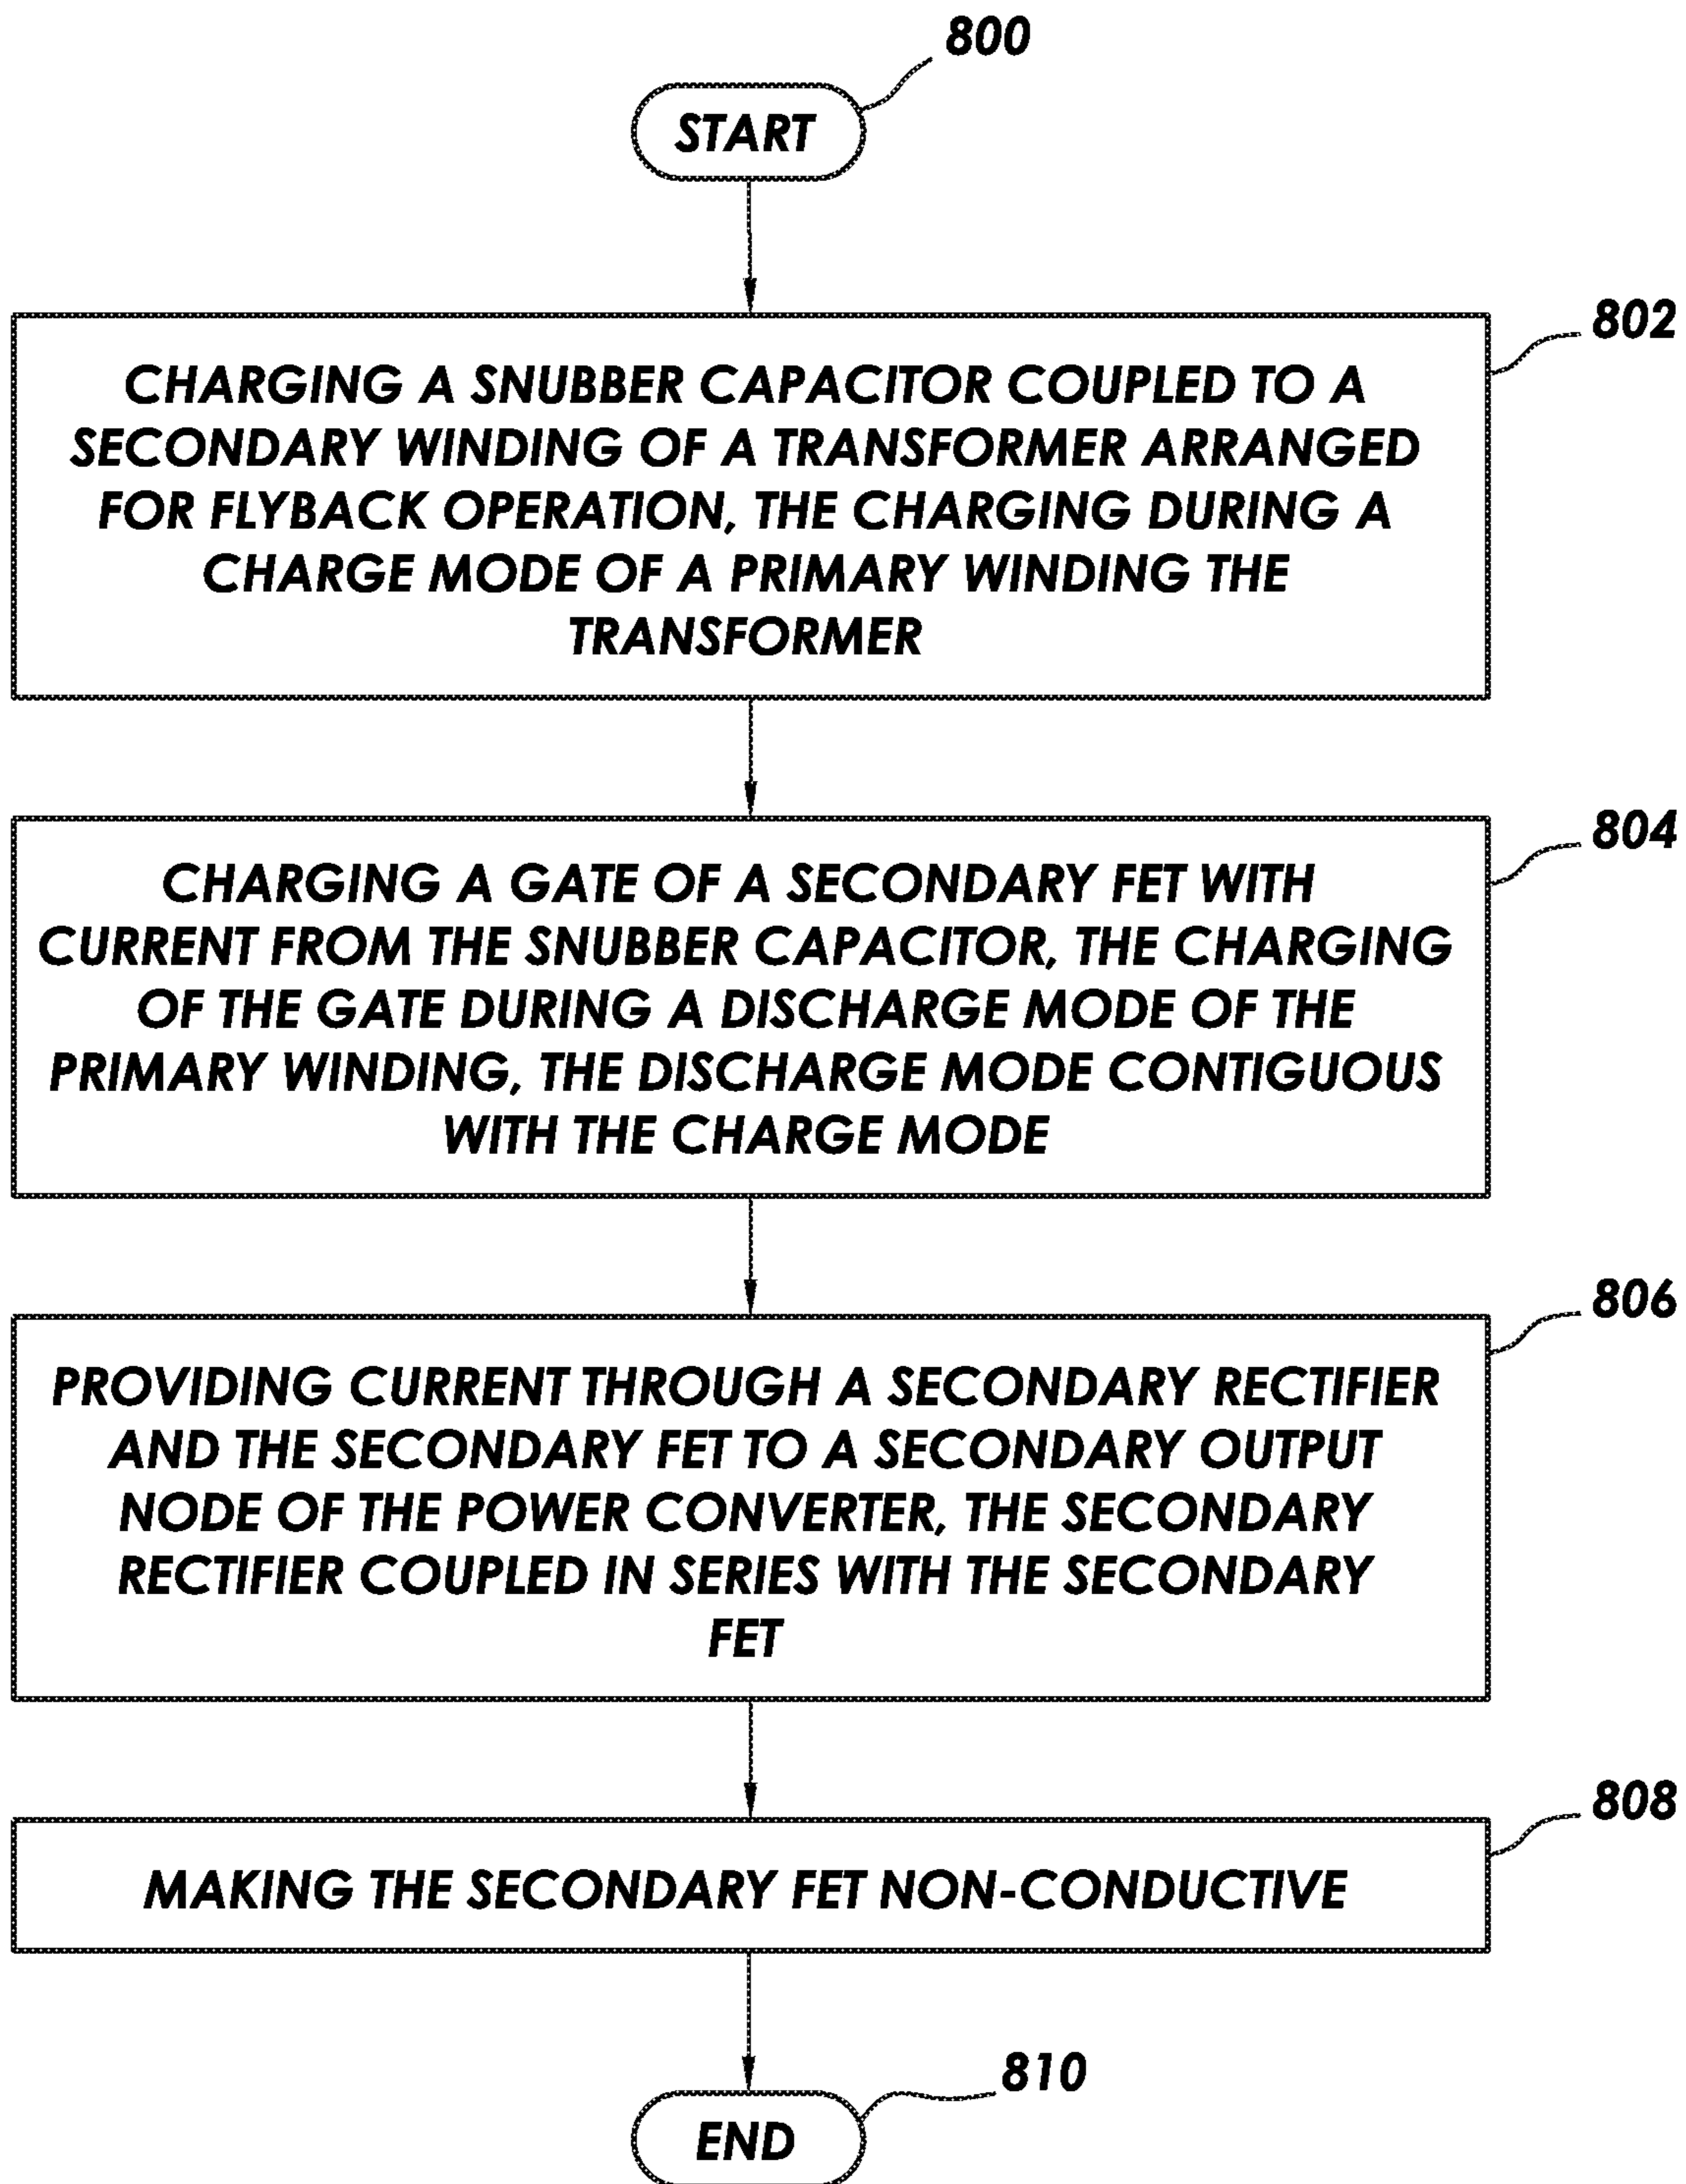 800
START
802
CHARGING A SNUBBER CAPACITOR COUPLED TO A
SECONDARY WINDING OF A TRANSFORMER ARRANGED
FOR FLYBACK OPERATION, THE CHARGING DURING A
CHARGE MODE OF A PRIMARY WINDING THE
TRANSFORMER
804
CHARGING A GATE OF A SECONDARY FET WITH
CURRENT FROM THE SNUBBER CAPACITOR, THE CHARGING
OF THE GATE DURING A DISCHARGE MODE OF THE
PRIMARY WINDING, THE DISCHARGE MODE CONTIGUOUS
WITH THE CHARGE MODE
806
PROVIDING CURRENT THROUGH A SECONDARY RECTIFIER
AND THE SECONDARY FET TO A SECONDARY OUTPUT
NODE OF THE POWER CONVERTER, THE SECONDARY
RECTIFIER COUPLED IN SERIES WITH THE SECONDARY
FET
808
MAKING THE SECONDARY FET NON-CONDUCTIVE
810
END